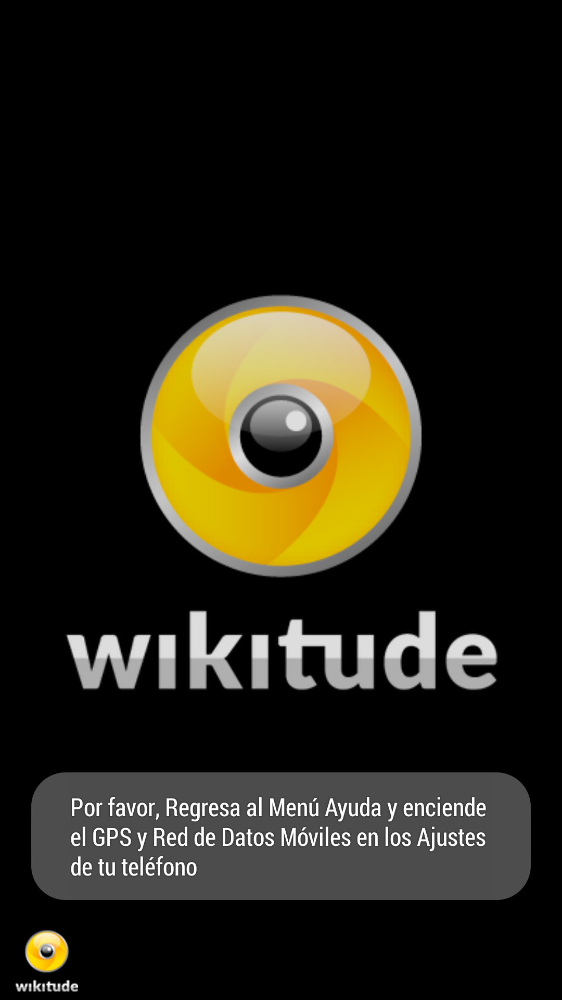 wikitude
Por favor, Regresa al Menú Ayuda y enciende
el GPS y Red de Datos Móviles en los Ajustes
de tu teléfono
wikitude